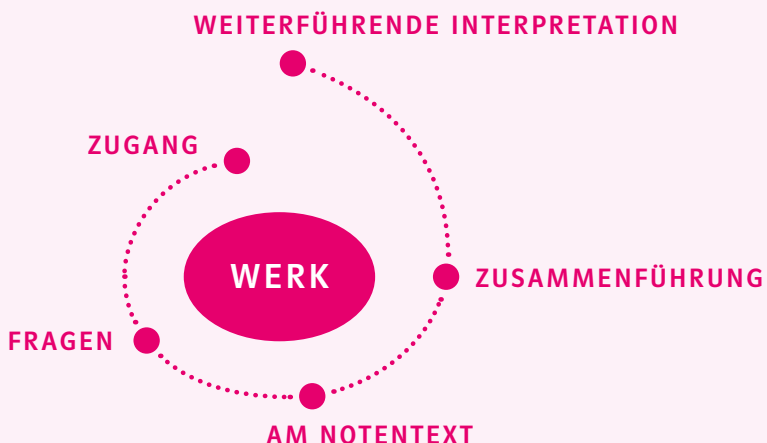 WEITERFÜHRENDE INTERPRETATION
ZUGANG
WERK
ZUSAMMENFÜHRUNG
FRAGEN
AM NOTENTEXT